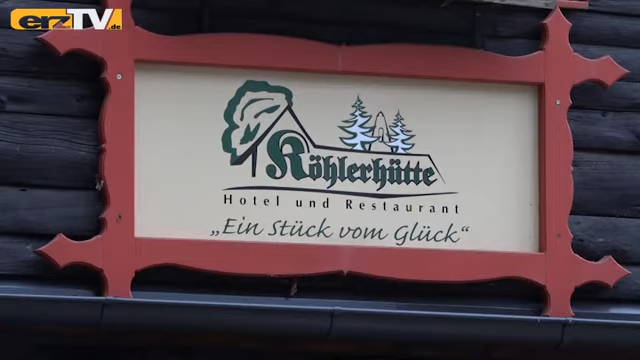 erzTV.de
Köhlerhütte
Hotel und Restaurant
„Ein Stück vom Glück“